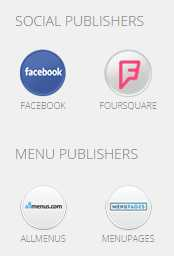 SOCIAL PUBLISHERS
facebook
FACEBOOK FOURSQUARE
MENU PUBLISHERS
allmenus.com MENUPAGES
ALLMENUS MENUPAGES